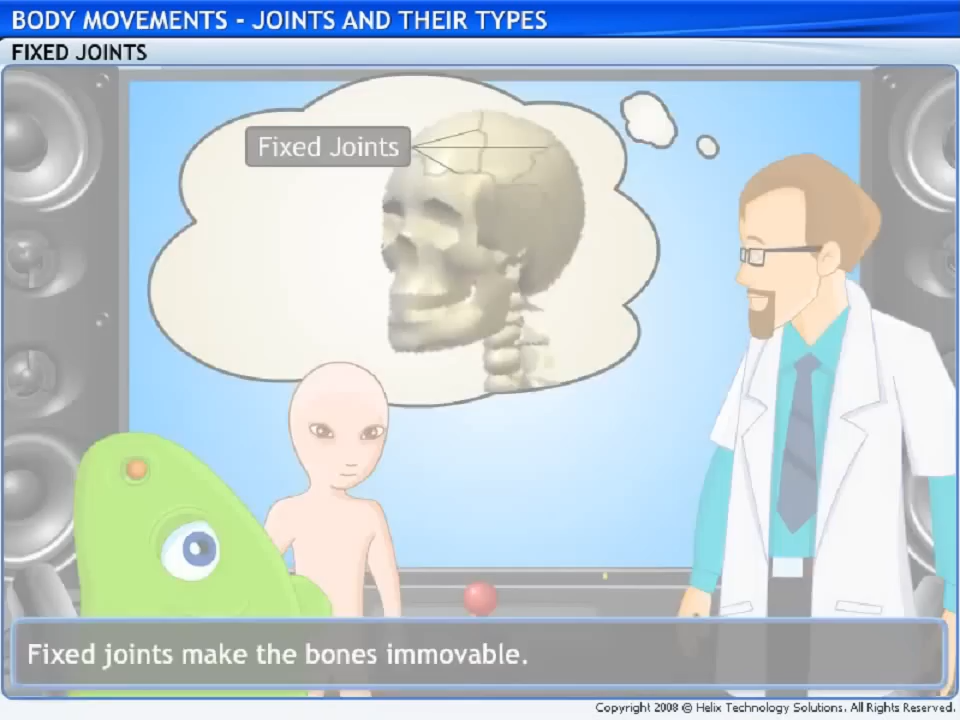 BODY MOVEMENTS - JOINTS AND THEIR TYPES
FIXED JOINTS
Fixed Joints
Fixed joints make the bones immovable.
Copyright 2008 @ Helix Technology Solutions. All Rights Reserved.